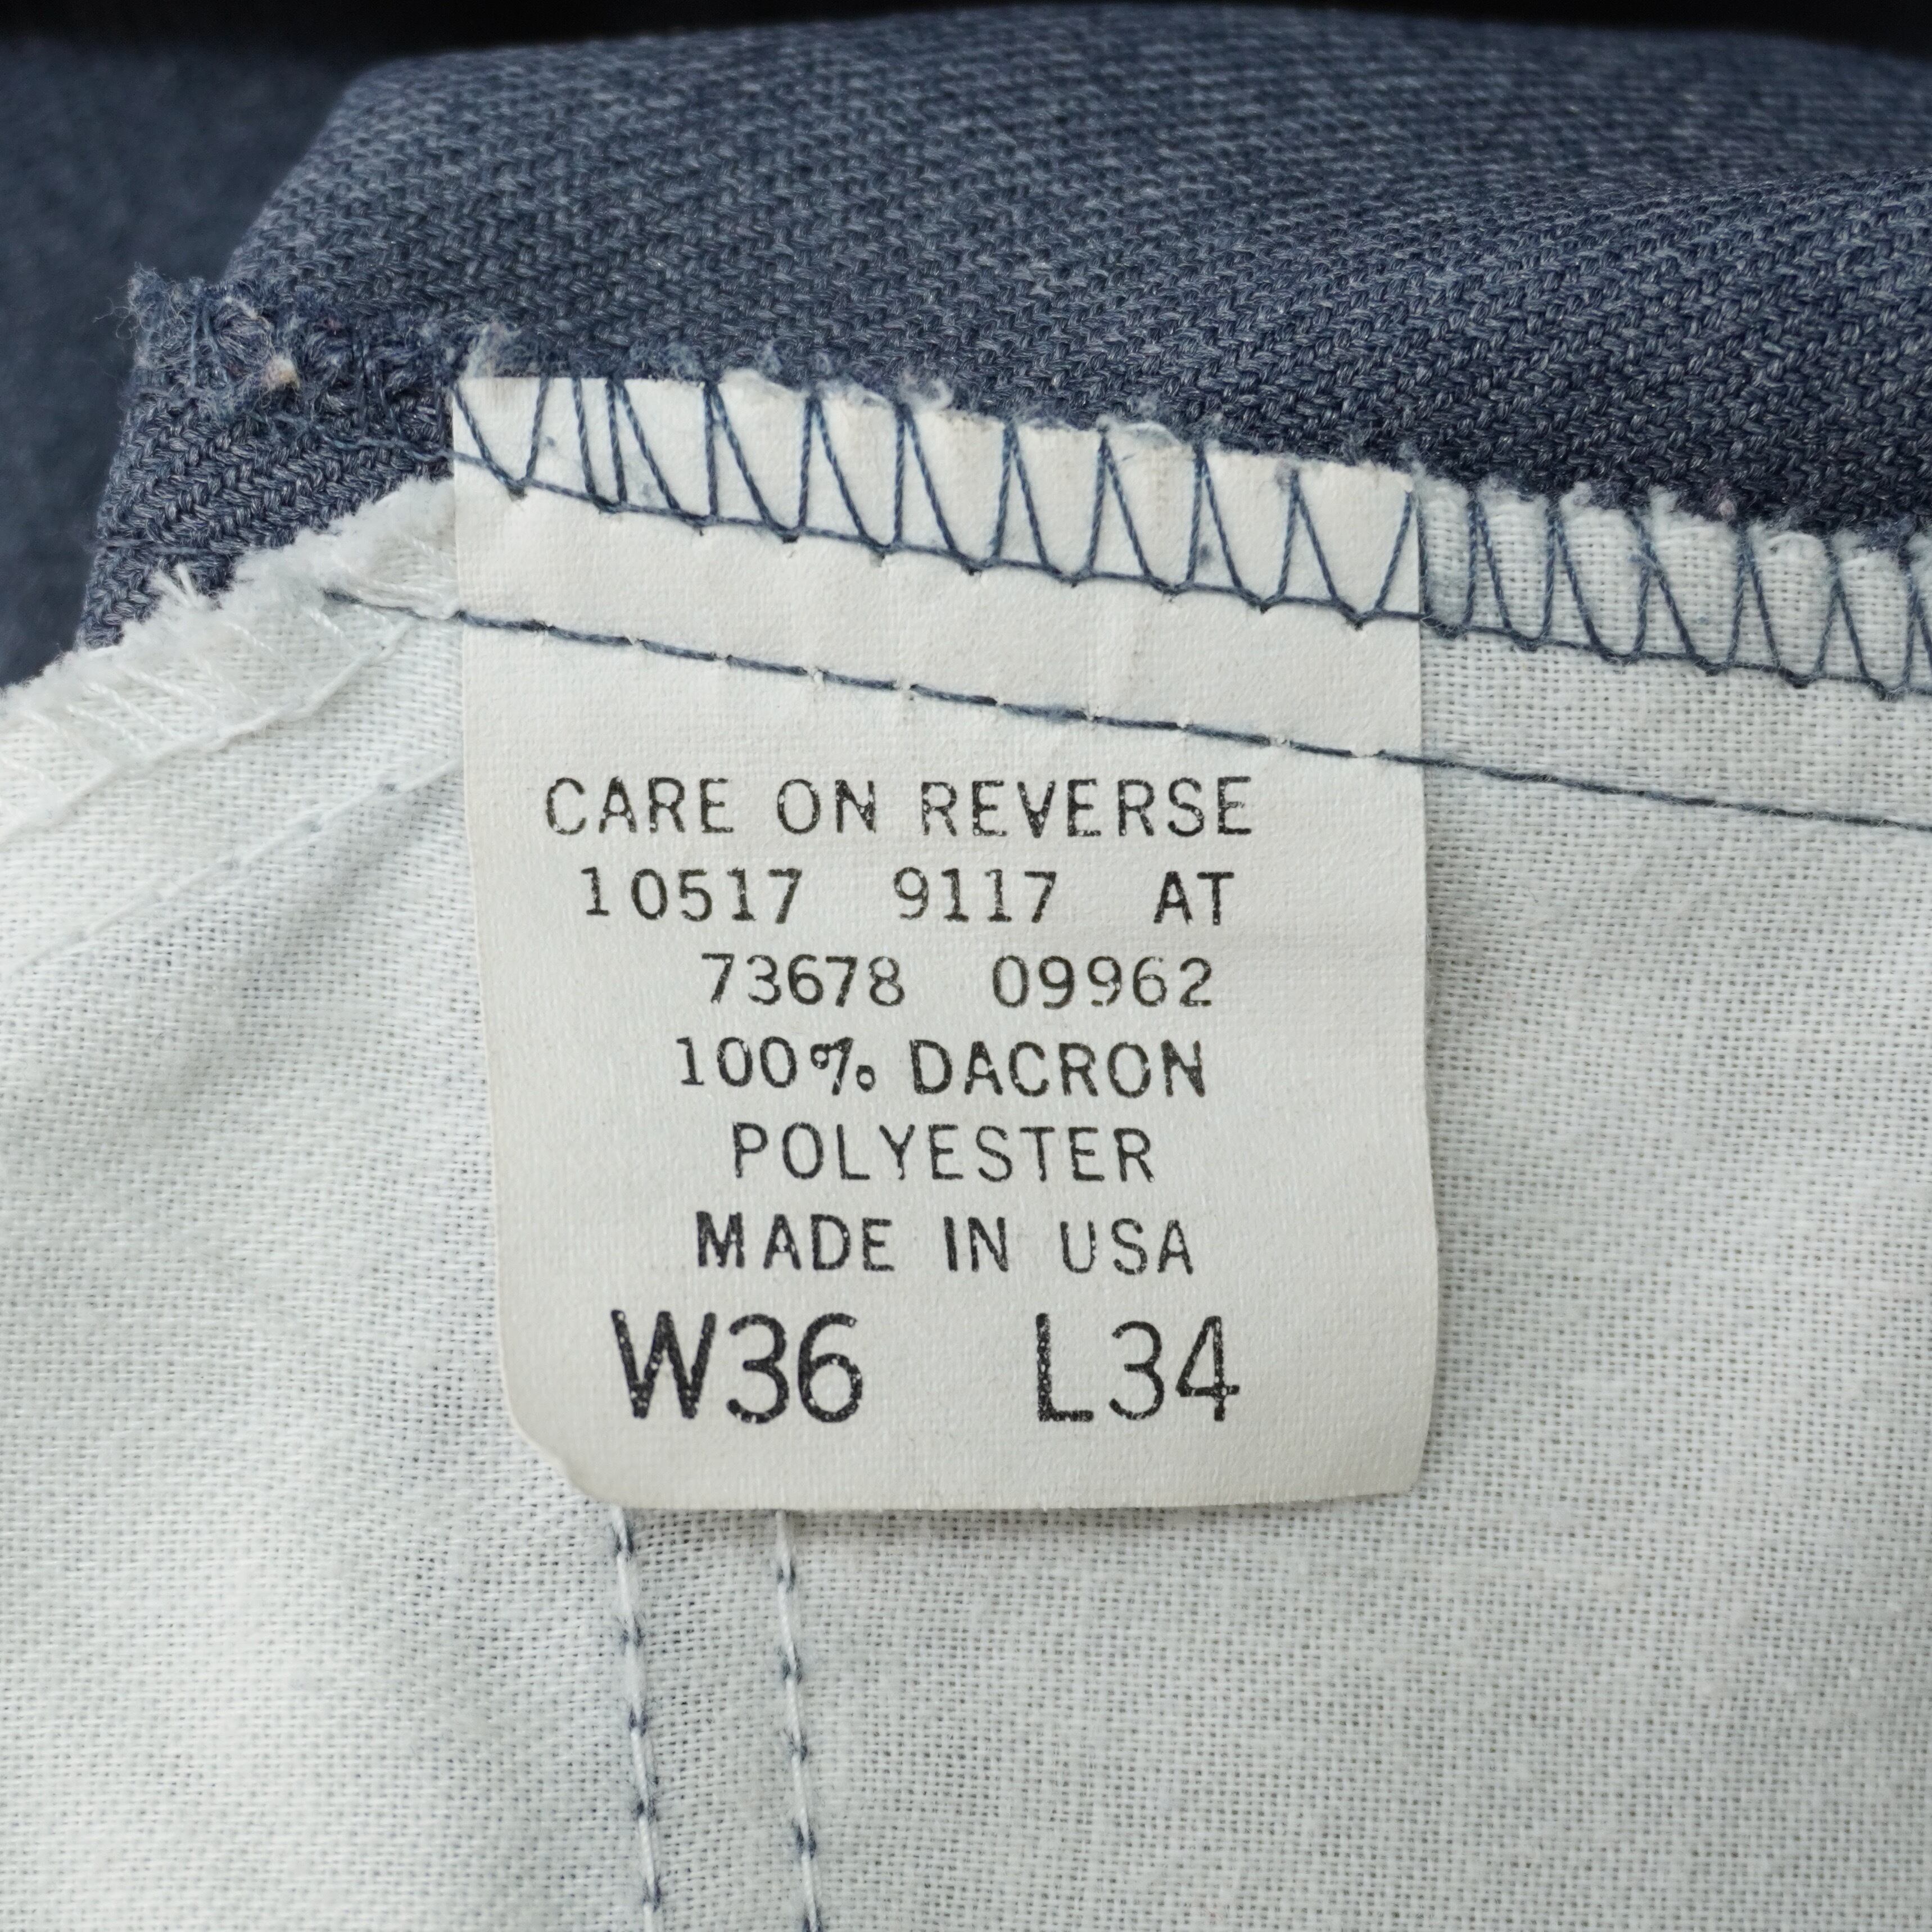 CARE ON REVERSE
10517 9117 AT
73678 09962
100% DACRON
POLYESTER
MADE IN USA
W36 L34